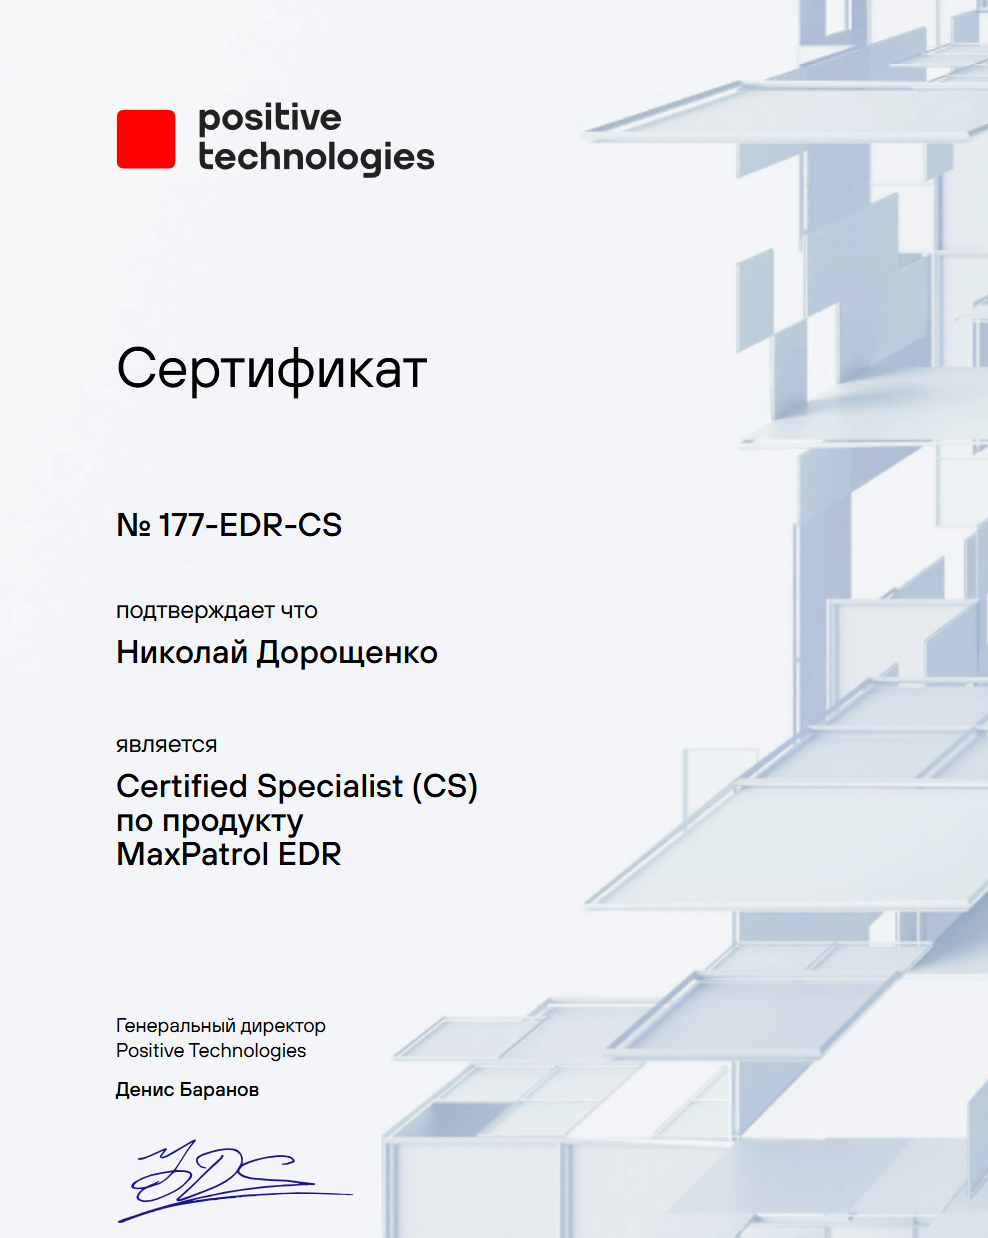 positive
technologies
Сертификат
№ 177-EDR-CS
подтверждает что
Николай Дорощенко
является
Certified Specialist (CS)
по продукту
MaxPatrol EDR
Генеральный директор
Positive Technologies
Денис Баранов